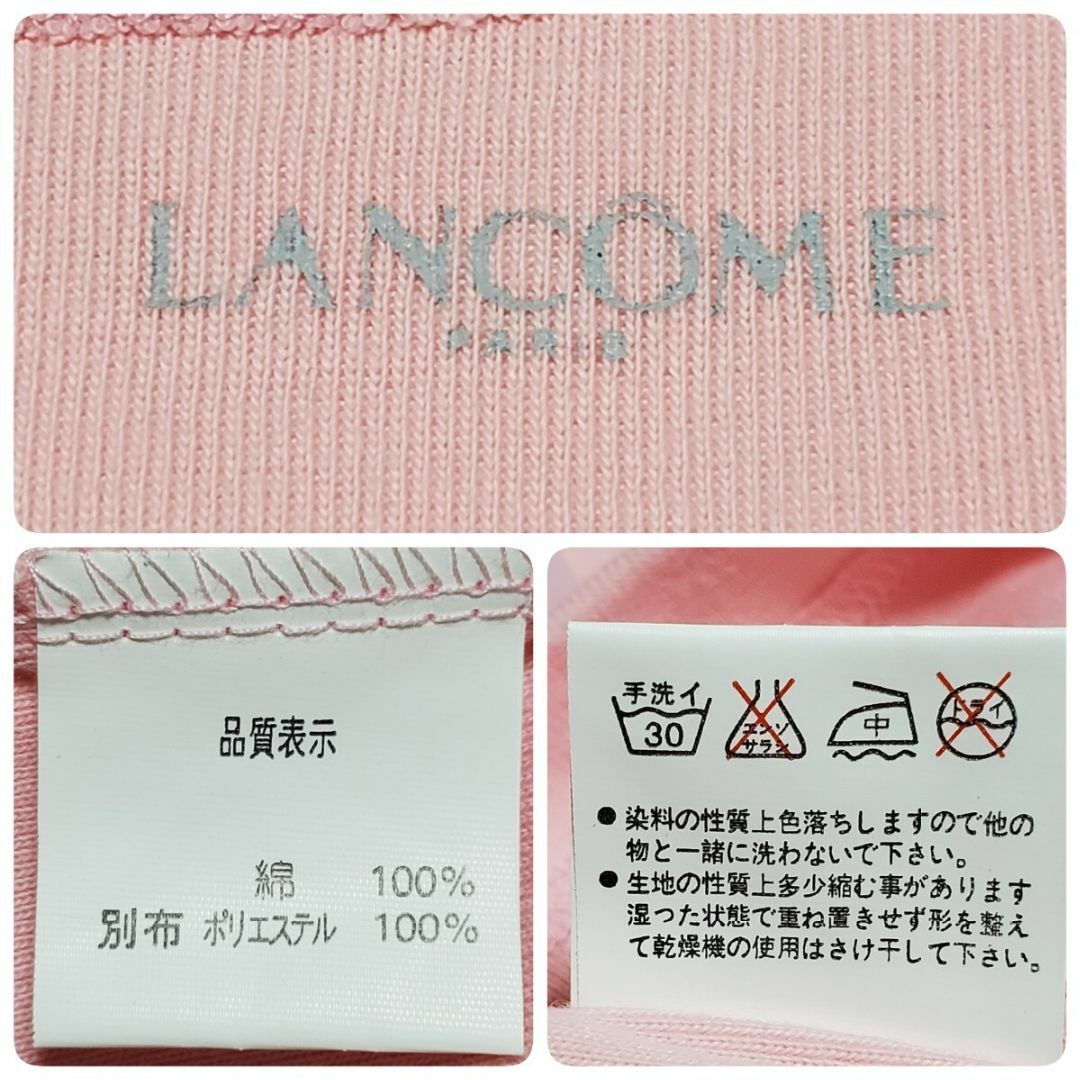 LANCÔME
PARIS
品質表示
綿 100%
別布 ポリエステル 100%
手洗イ
30
エンソ
サラシ
中
ドライ
● 染料の性質上色落ちしますので他の
物と一諸に洗わないで下さい。
● 生地の性質上多少縮む事があります
湿つた状態で重ね置きせず形を整え
て乾燥機の使用はさけ干して下さい。